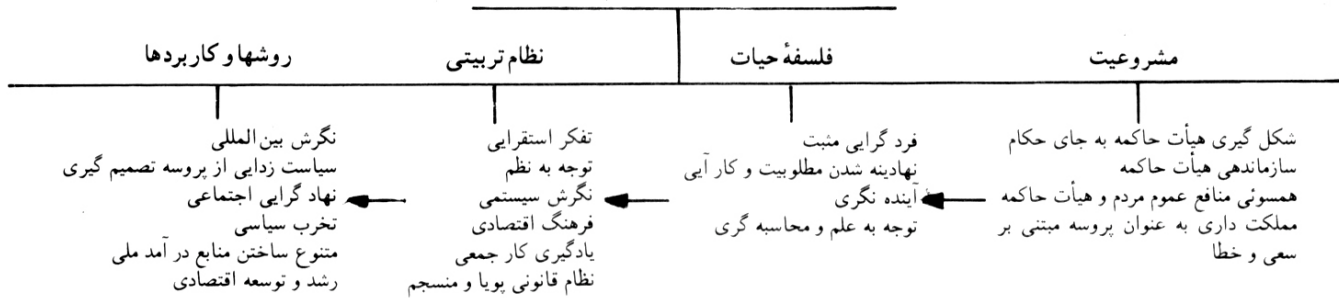 مشروعیت
شکل گیری هیأت حاکمه به جای حکام
سازماندهی هیأت حاکمه
همسوئی منافع عموم مردم و هیأت حاکمه
مملکت داری به عنوان پروسه مبتنی بر
سعی و خطا
فلسفهٔ حیات
فرد گرایی مثبت
نهادینه شدن مطلوبیت و کار آیی
آینده نگری
توجه به علم و محاسبه گری
نظام تربیتی
تفکر استقرایی
توجه به نظم
نگرش سیستمی
فرهنگ اقتصادی
یادگیری کار جمعی
نظام قانونی پویا و منسجم
روشها و کاربردها
نگرش بین المللی
سیاست زدایی از پروسه تصمیم گیری
نهاد گرایی اجتماعی
تخرب سیاسی
متنوع ساختن منابع در آمد ملی
رشد و توسعه اقتصادی